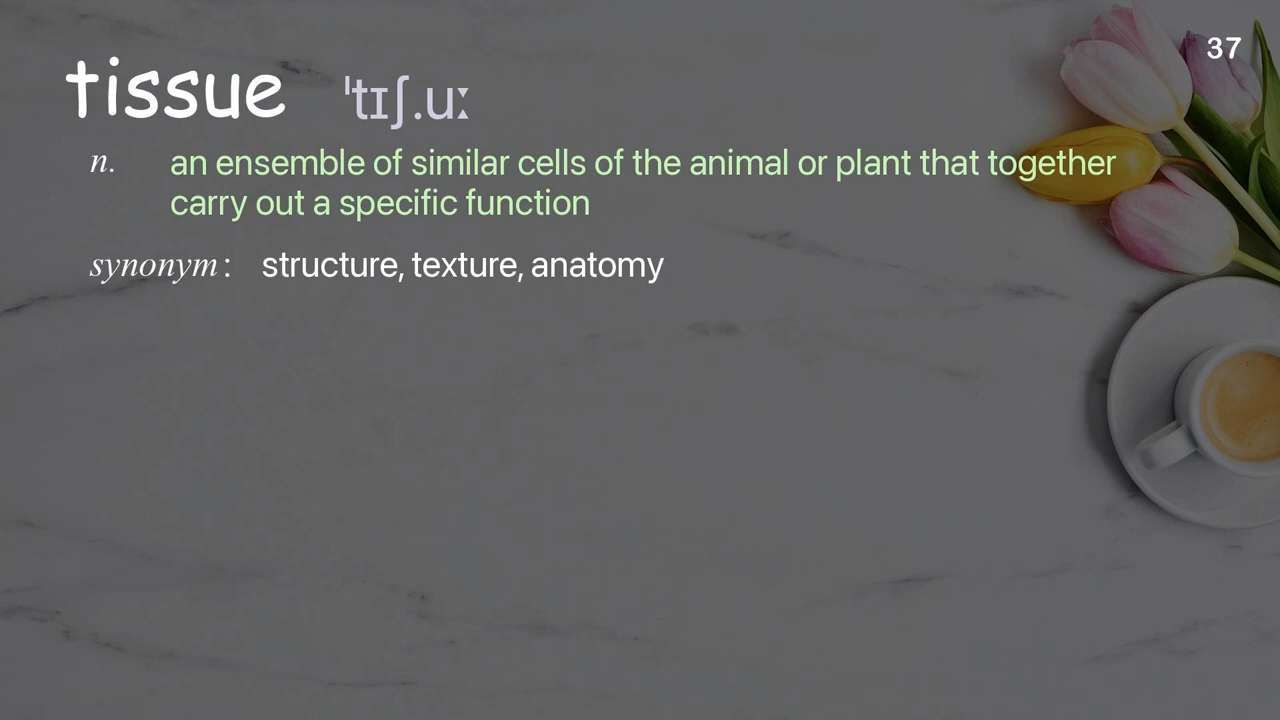 37
tissue ˈtɪʃ.uː
n. an ensemble of similar cells of the animal or plant that together
carry out a specific function
synonym : structure, texture, anatomy